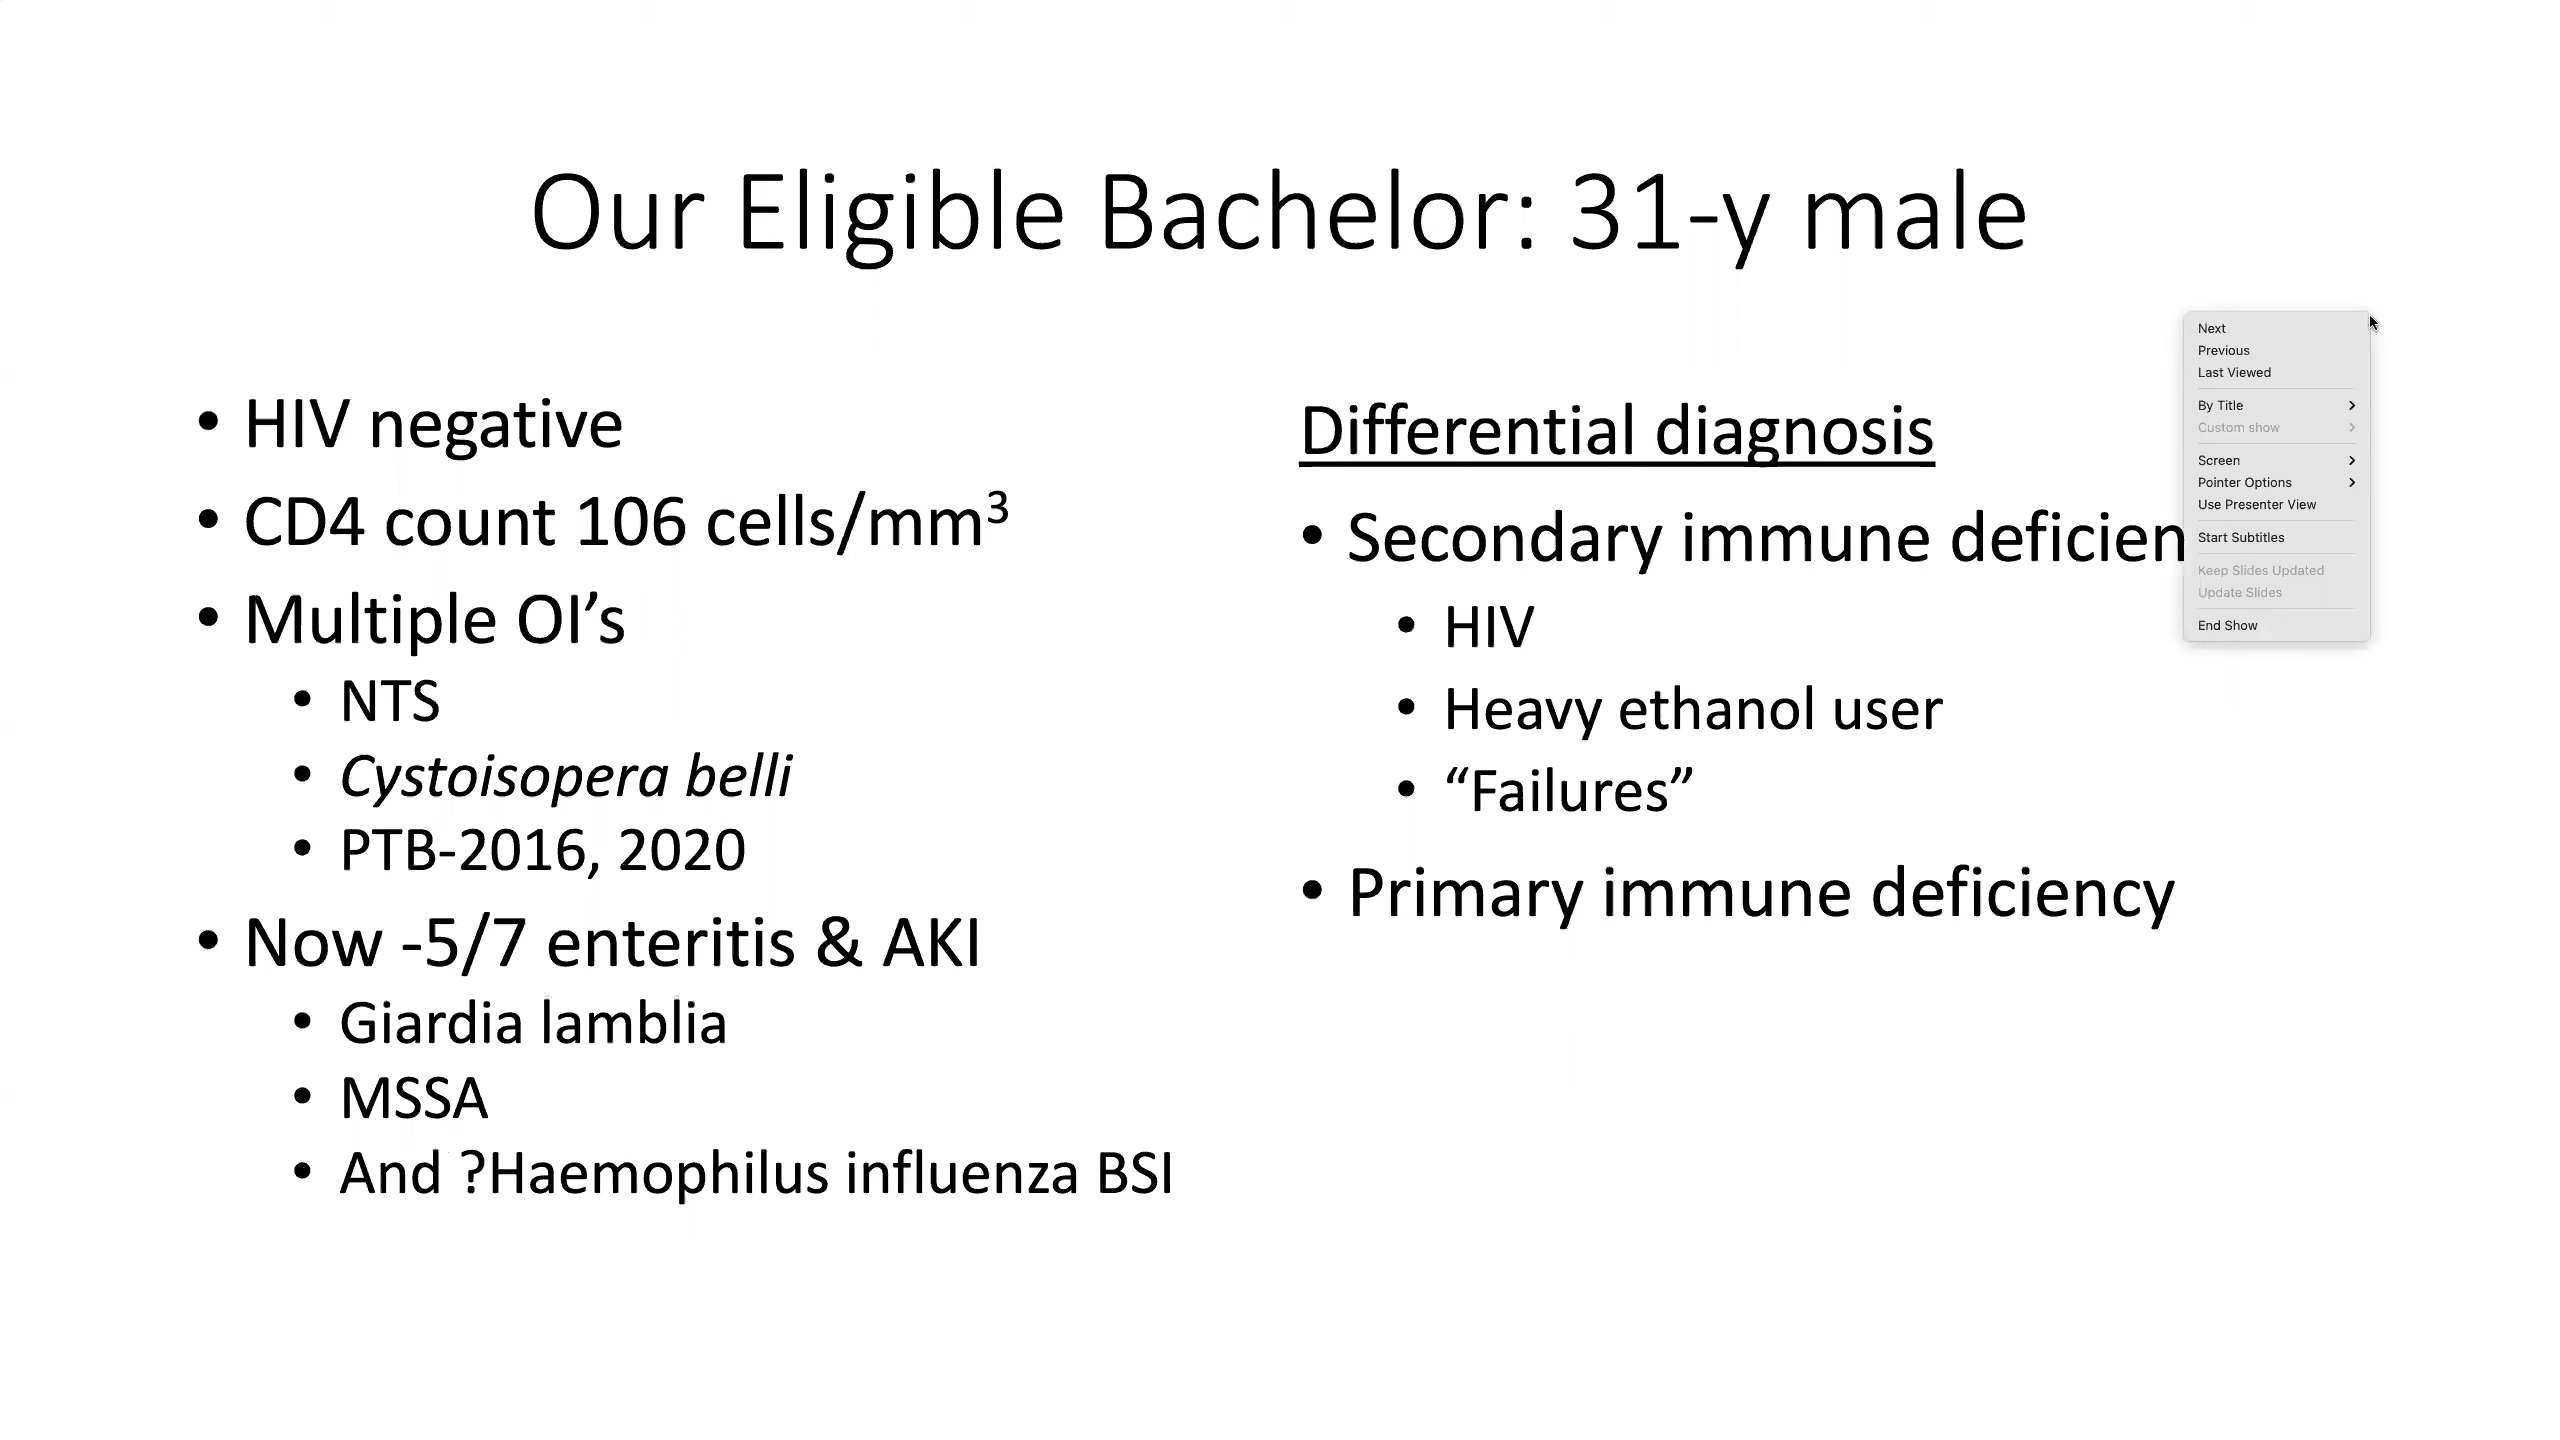 Our Eligible Bachelor: 31-y male
• HIV negative
• CD4 count 106 cells/mm³
• Multiple OI’s
• NTS
• Cystoisopera belli
• PTB-2016, 2020
• Now -5/7 enteritis & AKI
• Giardia lamblia
• MSSA
• And ?Haemophilus influenza BSI
Differential diagnosis
• Secondary immune deficien
• HIV
• Heavy ethanol user
• “Failures”
• Primary immune deficiency
Next
Previous
Last Viewed
By Title
Custom show
Screen
Pointer Options
Use Presenter View
Start Subtitles
Keep Slides Updated
Update Slides
End Show